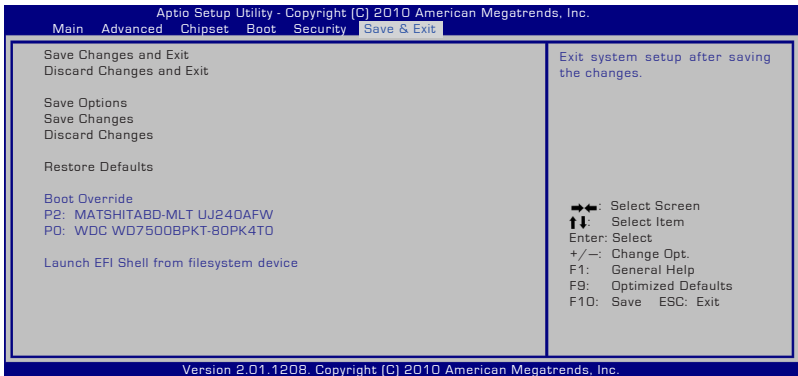 Aptio Setup Utility - Copyright (C) 2010 American Megatrends, Inc.
Main Advanced Chipset Boot Security Save & Exit
Save Changes and Exit
Discard Changes and Exit
Save Options
Save Changes
Discard Changes
Restore Defaults
Boot Override
P2: MATSHITABD-MLT UJ240AFW
P0: WDC WD7500BPKT-80PK4T0
Launch EFI Shell from filesystem device
Exit system setup after saving
the changes.
→←: Select Screen
↑↓: Select Item
Enter: Select
+/—: Change Opt.
F1: General Help
F9: Optimized Defaults
F10: Save ESC: Exit
Version 2.01.1208. Copyright (C) 2010 American Megatrends, Inc.